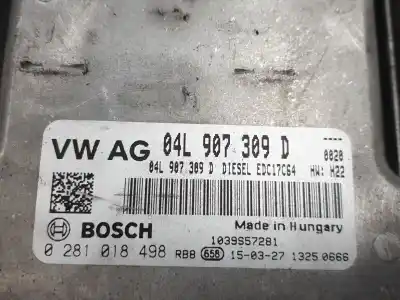 VW AG 04L 907 309 D ----
04L 907 309 D DIESEL EDC17C64 0020
HW: H22
BOSCH Made in Hungary
1039S57281
0 281 018 498 RB8 658 15-03-27 1325 0666